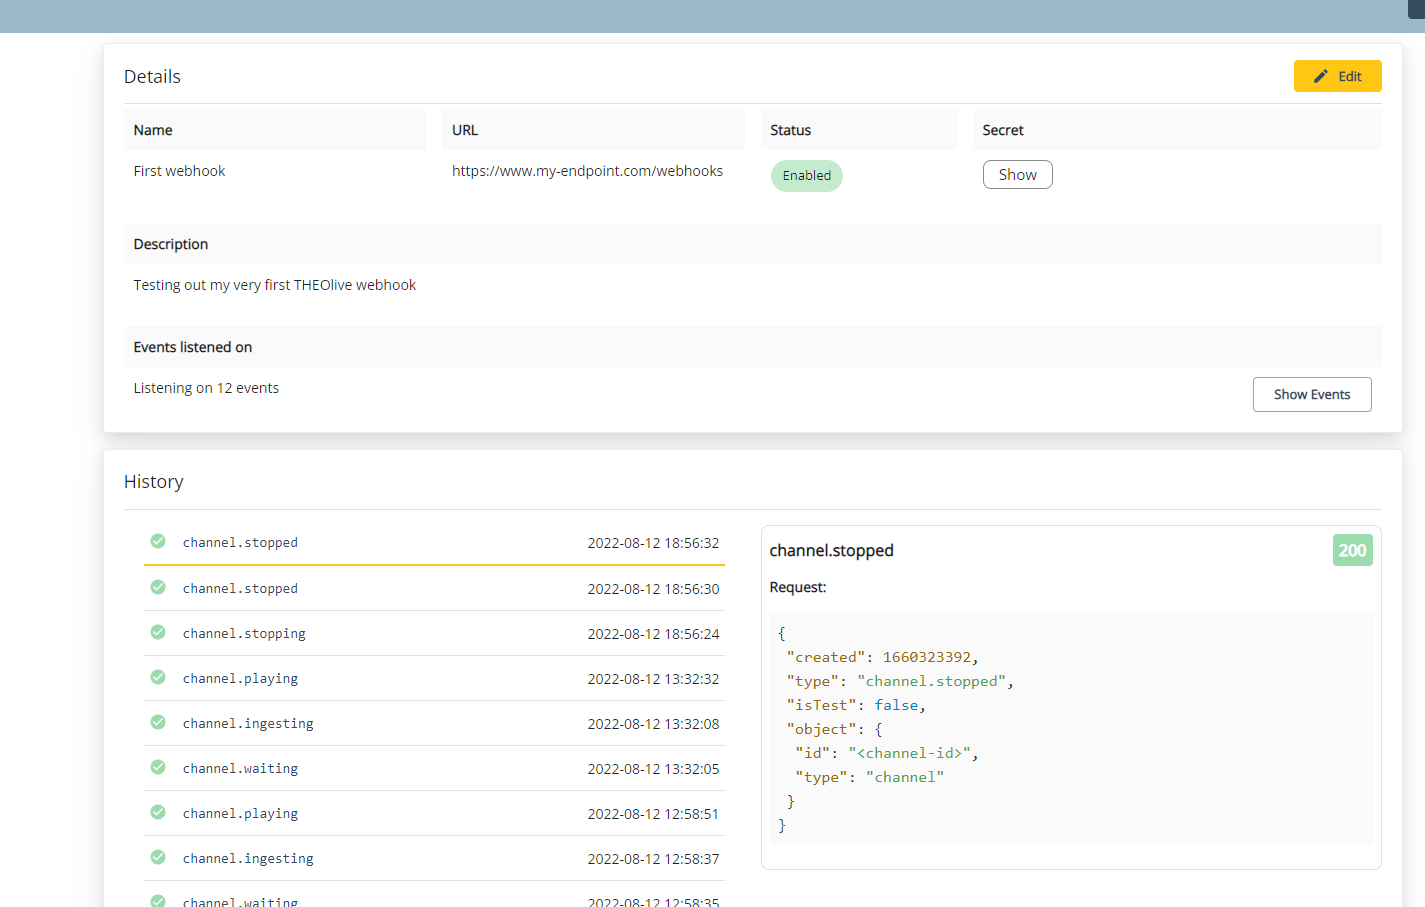 Details
Edit
Name URL Status Secret
First webhook https://www.my-endpoint.com/webhooks Enabled Show
Description
Testing out my very first THEOlive webhook
Events listened on
Listening on 12 events
Show Events
History
channel.stopped 2022-08-12 18:56:32
channel.stopped 2022-08-12 18:56:30
channel.stopping 2022-08-12 18:56:24
channel.playing 2022-08-12 13:32:32
channel.ingesting 2022-08-12 13:32:08
channel.waiting 2022-08-12 13:32:05
channel.playing 2022-08-12 12:58:51
channel.ingesting 2022-08-12 12:58:37
channel.waiting 2022-08-12 12:58:35
channel.stopped 200
Request:
{
"created": 1660323392,
"type": "channel.stopped",
"isTest": false,
"object": {
"id": "<channel-id>",
"type": "channel"
}
}